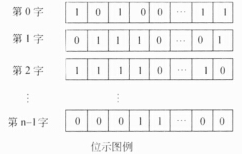 第0字 1 0 1 0 0 … 1 1
第1字 0 1 1 1 0 … 0 1
第2字 1 1 1 1 0 … 1 0
⋮ ⋮
第n-1字 0 0 0 1 1 … 0 0
位示图例